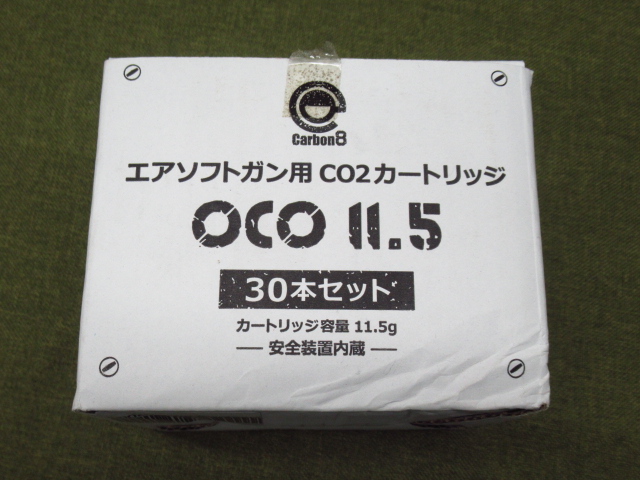 Carbon8
エアソフトガン用 CO2カートリッジ
OCO 11.5
30本セット
カートリッジ容量 11.5g
安全装置内蔵